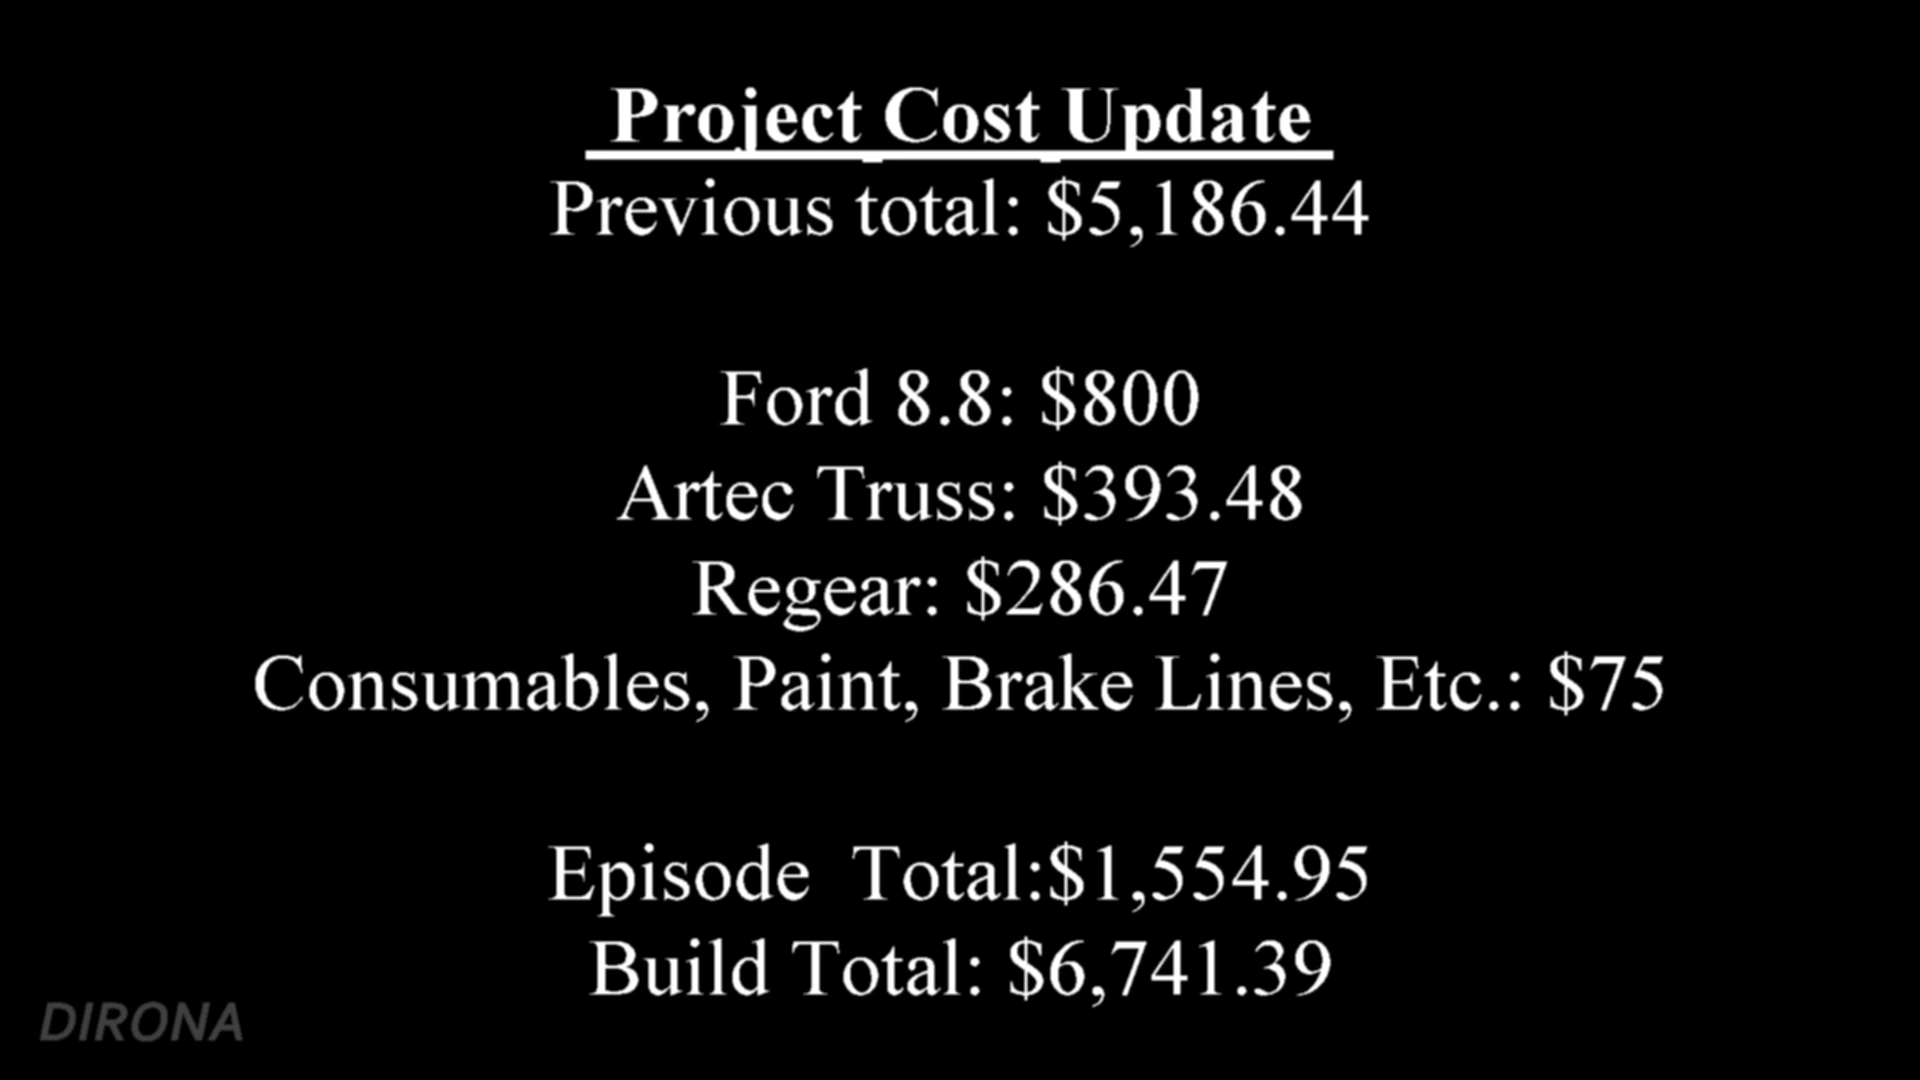 Project Cost Update
Previous total: $5,186.44
Ford 8.8: $800
Artec Truss: $393.48
Regear: $286.47
Consumables, Paint, Brake Lines, Etc.: $75
Episode  Total:$1,554.95
Build Total: $6,741.39
DIRONA